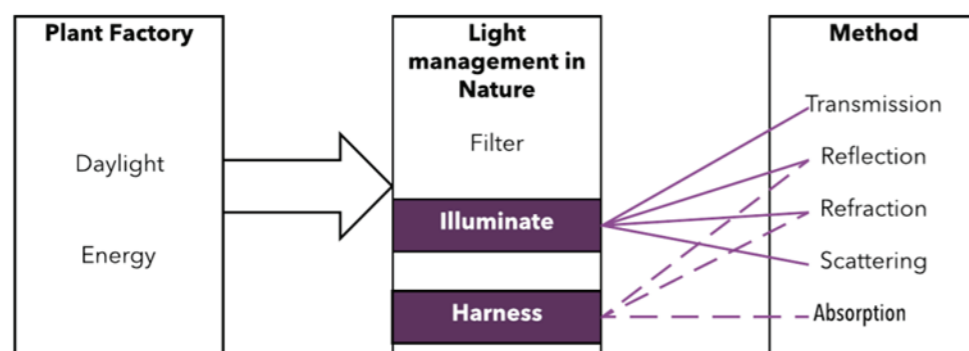 Plant Factory
Daylight
Energy
Light
management in
Nature
Filter
Illuminate
Harness
Method
Transmission
Reflection
Refraction
Scattering
Absorption